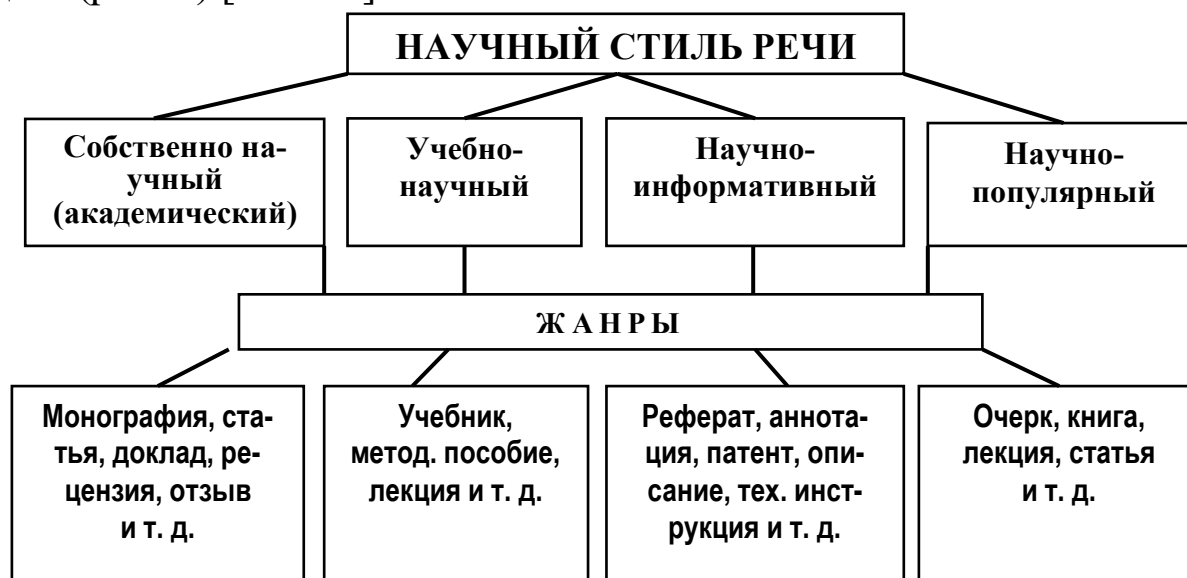 НАУЧНЫЙ СТИЛЬ РЕЧИ
Собственно на-
учный
(академический)
Учебно-
научный
Научно-
информативный
Научно-
популярный
Ж А Н Р Ы
Монография, ста-
тья, доклад, ре-
цензия, отзыв
и т. д.
Учебник,
метод. пособие,
лекция и т. д.
Реферат, аннота-
ция, патент, опи-
сание, тех. инст-
рукция и т. д.
Очерк, книга,
лекция, статья
и т. д.